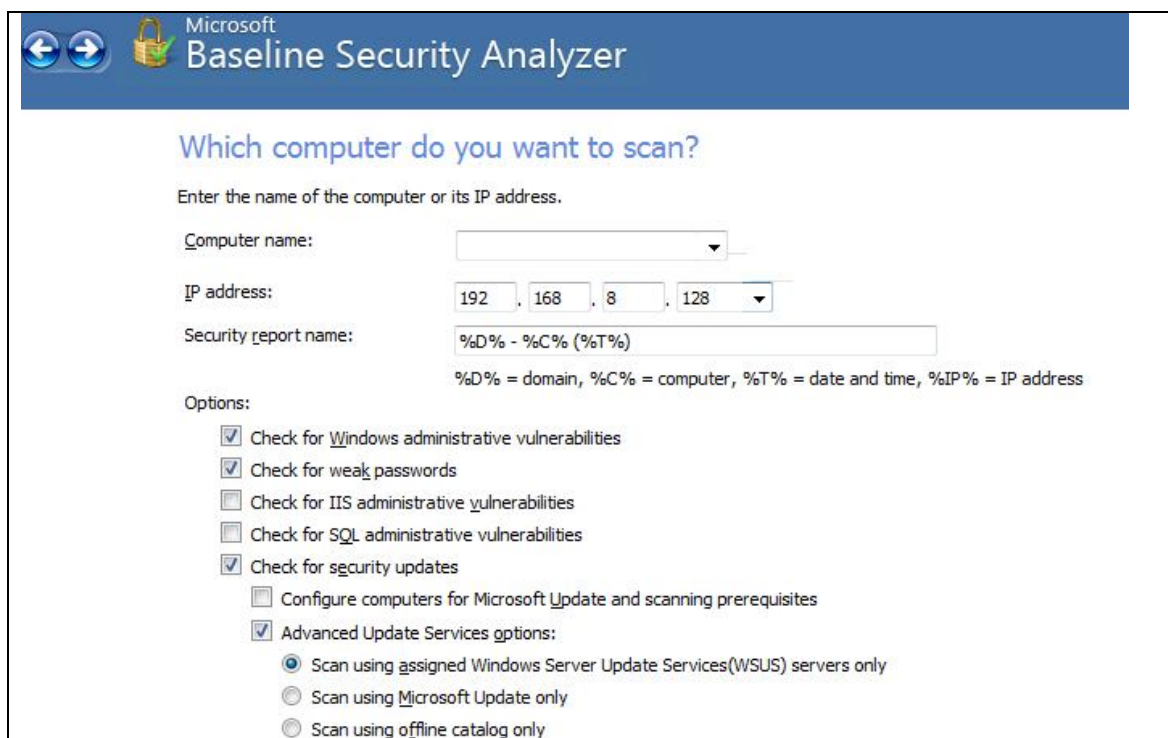 Microsoft
Baseline Security Analyzer
Which computer do you want to scan?
Enter the name of the computer or its IP address.
Computer name:
IP address: 192 . 168 . 8 . 128
Security report name: %D% - %C% (%T%)
%D% = domain, %C% = computer, %T% = date and time, %IP% = IP address
Options:
Check for Windows administrative vulnerabilities
Check for weak passwords
Check for IIS administrative vulnerabilities
Check for SQL administrative vulnerabilities
Check for security updates
Configure computers for Microsoft Update and scanning prerequisites
Advanced Update Services options:
Scan using assigned Windows Server Update Services(WSUS) servers only
Scan using Microsoft Update only
Scan using offline catalog only